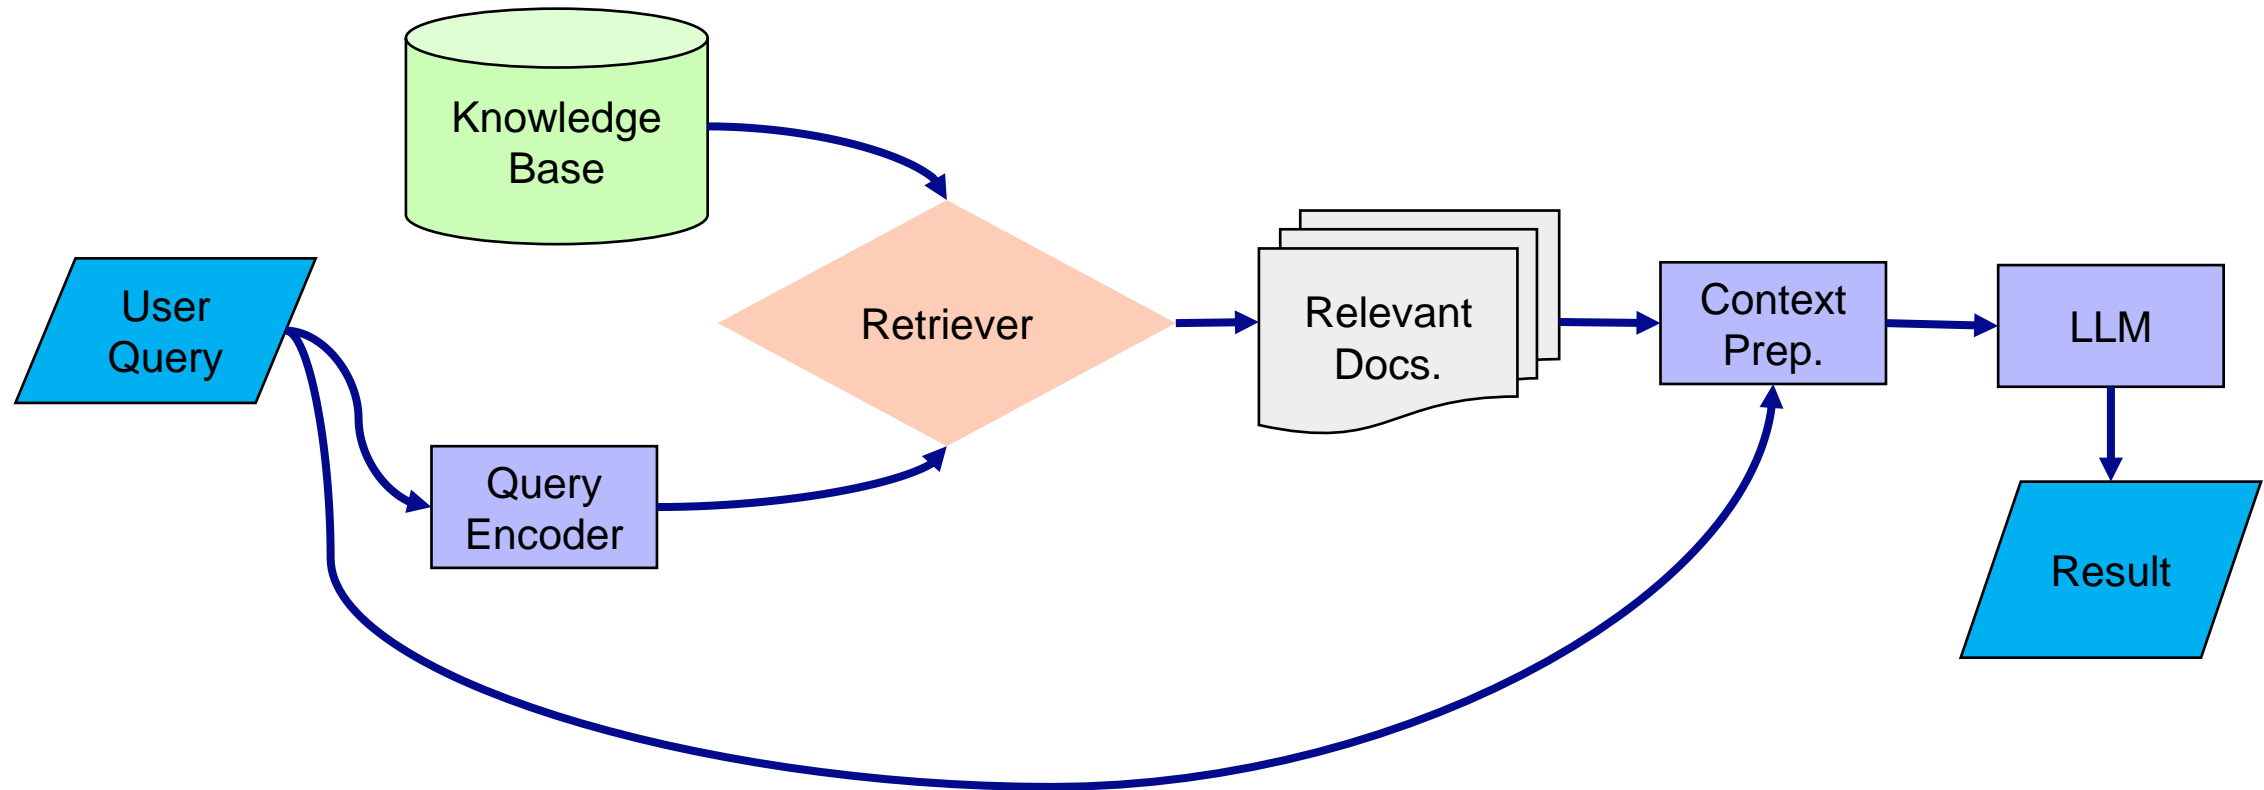 Knowledge
Base
User
Query
Retriever
Relevant
Docs.
Context
Prep.
LLM
Query
Encoder
Result